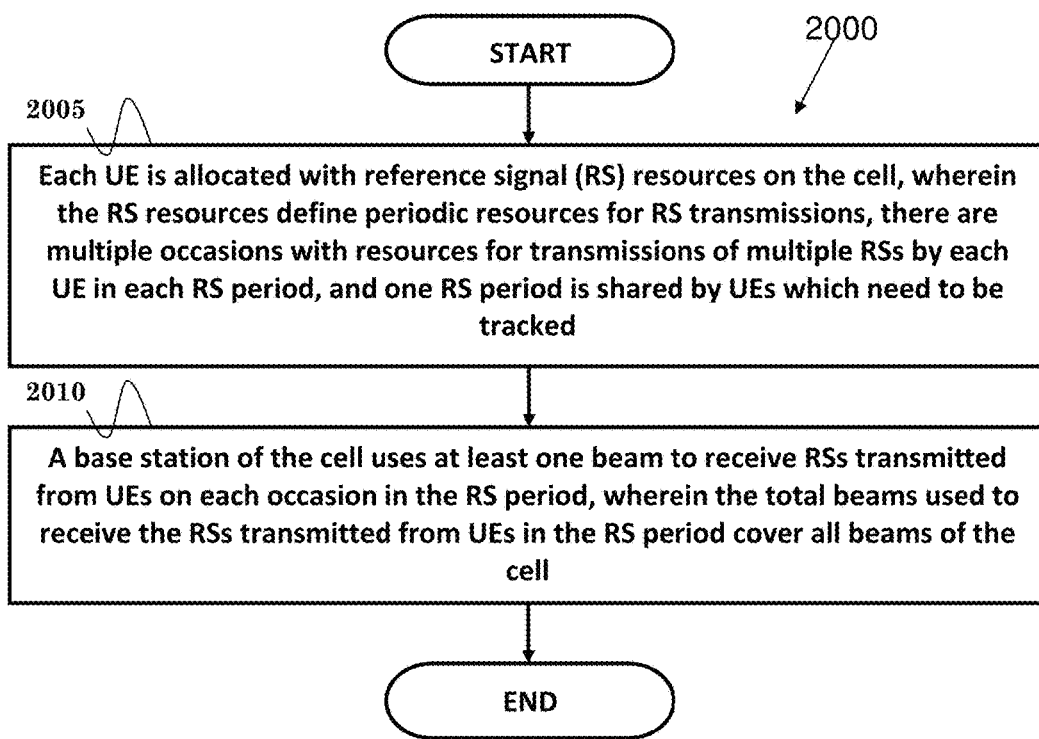 START
2000
2005
Each UE is allocated with reference signal (RS) resources on the cell, wherein
the RS resources define periodic resources for RS transmissions, there are
multiple occasions with resources for transmissions of multiple RSs by each
UE in each RS period, and one RS period is shared by UEs which need to be
tracked
2010
A base station of the cell uses at least one beam to receive RSs transmitted
from UEs on each occasion in the RS period, wherein the total beams used to
receive the RSs transmitted from UEs in the RS period cover all beams of the
cell
END